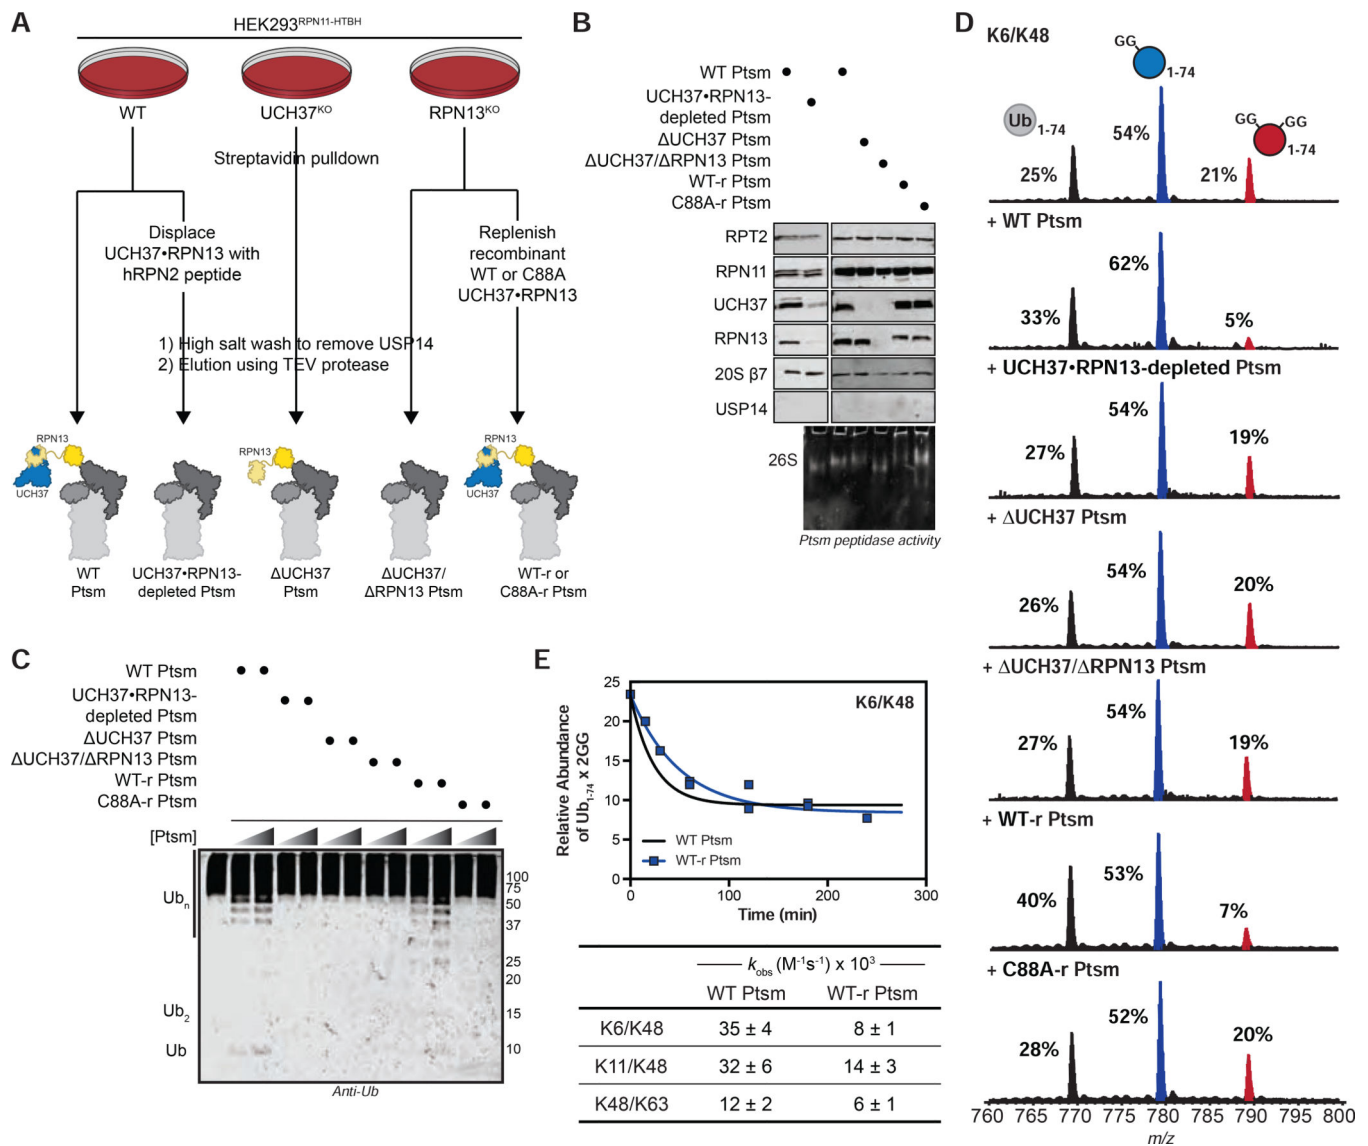 A
HEK293RPN11-HTBH
WT
UCH37KO
RPN13KO
Streptavidin pulldown
Displace
UCH37•RPN13 with
hRPN2 peptide
Replenish
recombinant
WT or C88A
UCH37•RPN13
1) High salt wash to remove USP14
2) Elution using TEV protease
RPN13
UCH37
RPN13
RPN13
UCH37
WT
Ptsm
UCH37•RPN13-
depleted Ptsm
ΔUCH37
Ptsm
ΔUCH37/
ΔRPN13 Ptsm
WT-r or
C88A-r Ptsm
B
WT Ptsm
UCH37•RPN13-
depleted Ptsm
ΔUCH37 Ptsm
ΔUCH37/ΔRPN13 Ptsm
WT-r Ptsm
C88A-r Ptsm
RPT2
RPN11
UCH37
RPN13
20S β7
USP14
26S
Ptsm peptidase activity
C
WT Ptsm
UCH37•RPN13-
depleted Ptsm
ΔUCH37 Ptsm
ΔUCH37/ΔRPN13 Ptsm
WT-r Ptsm
C88A-r Ptsm
[Ptsm]
Ubn
Ub2
Ub
100
75
50
37
25
20
15
10
Anti-Ub
D
K6/K48
Ub1-74
GG 1-74
GG GG 1-74
25%
54%
21%
+ WT Ptsm
33%
62%
5%
+ UCH37•RPN13-depleted Ptsm
27%
54%
19%
+ ΔUCH37 Ptsm
26%
54%
20%
+ ΔUCH37/ΔRPN13 Ptsm
27%
54%
19%
+ WT-r Ptsm
40%
53%
7%
+ C88A-r Ptsm
28%
52%
20%
760 765 770 775 780 785 790 795 800
m/z
E
K6/K48
Relative Abundance
of Ub1-74 x 2GG
25
20
15
10
5
0
WT Ptsm
WT-r Ptsm
0 100 200 300
Time (min)
kobs (M-1s-1) x 103
WT Ptsm WT-r Ptsm
K6/K48 35 ± 4 8 ± 1
K11/K48 32 ± 6 14 ± 3
K48/K63 12 ± 2 6 ± 1